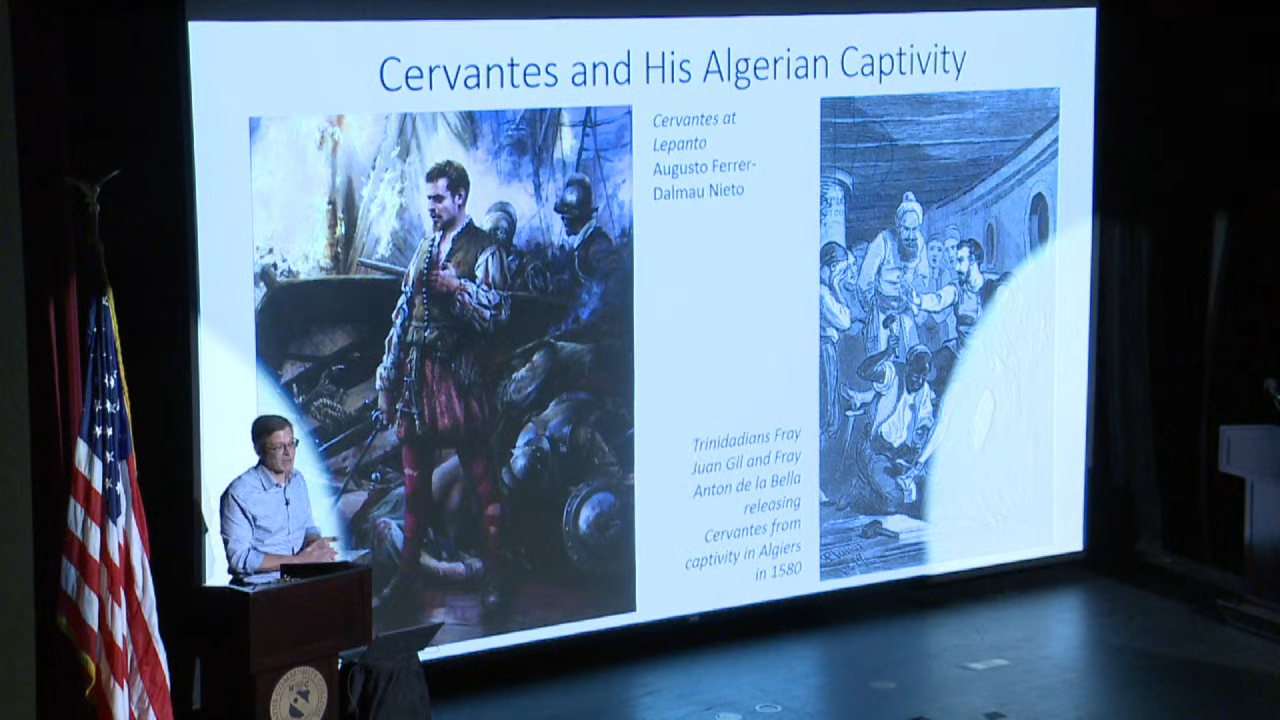 Cervantes and His Algerian Captivity
Cervantes at
Lepanto
Augusto Ferrer-
Dalmau Nieto
Trinidadians Fray
Juan Gil and Fray
Anton de la Bella
releasing
Cervantes from
captivity in Algiers
in 1580